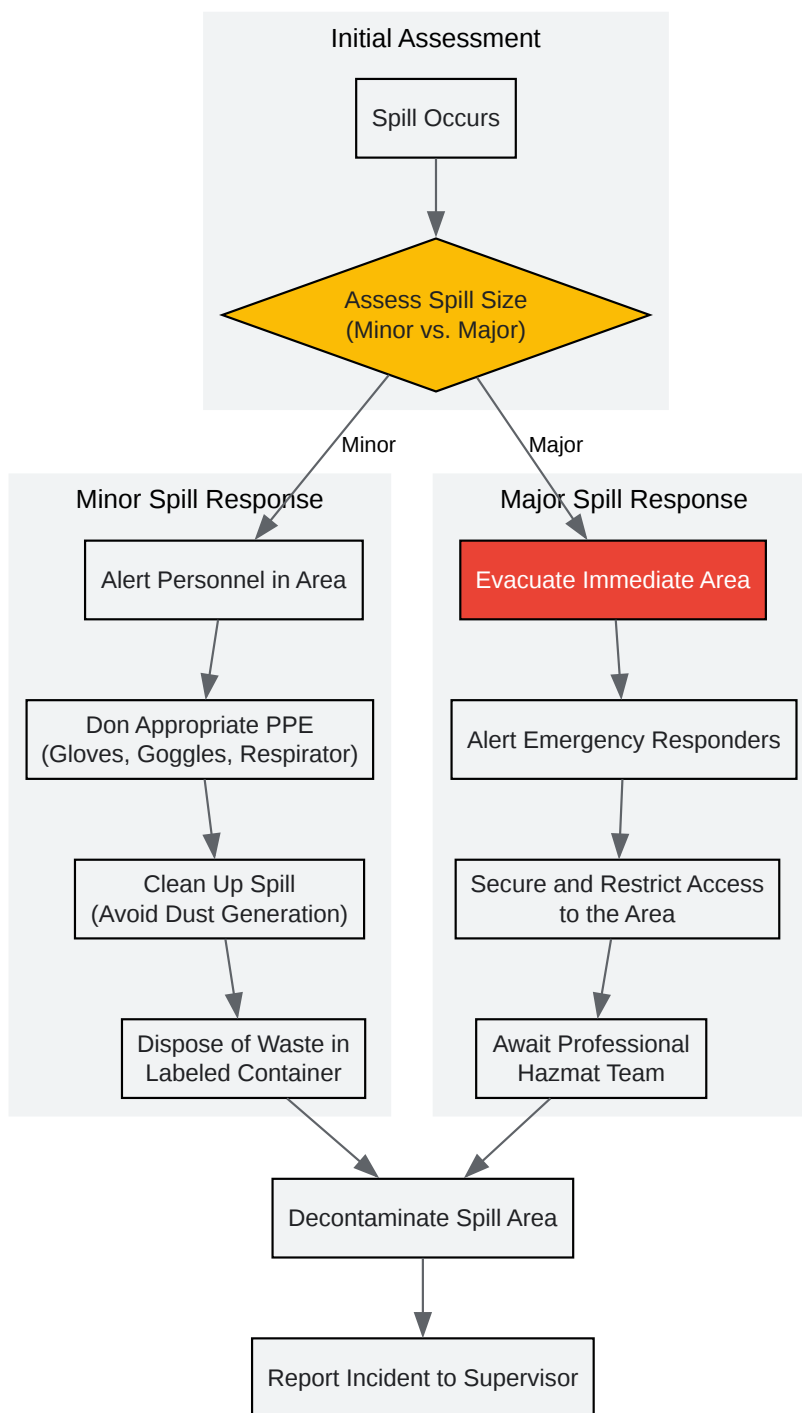 Initial Assessment
Spill Occurs
Assess Spill Size
(Minor vs. Major)
Minor
Major
Minor Spill Response
Alert Personnel in Area
Don Appropriate PPE
(Gloves, Goggles, Respirator)
Clean Up Spill
(Avoid Dust Generation)
Dispose of Waste in
Labeled Container
Major Spill Response
Evacuate Immediate Area
Alert Emergency Responders
Secure and Restrict Access
to the Area
Await Professional
Hazmat Team
Decontaminate Spill Area
Report Incident to Supervisor